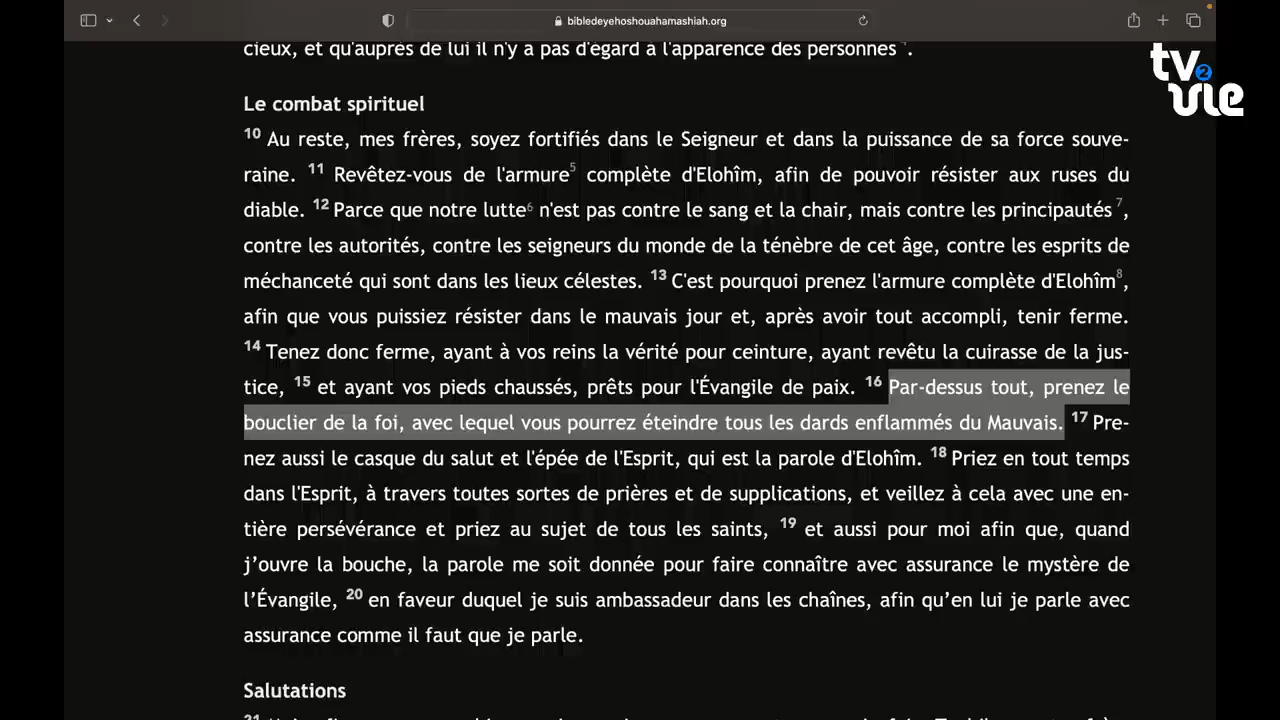 bibledeyehoshouahamashiah.org
tv2vie
cieux, et qu'auprès de lui il n'y a pas d'égard à l'apparence des personnes 4.
Le combat spirituel
10 Au reste, mes frères, soyez fortifiés dans le Seigneur et dans la puissance de sa force souve-
raine. 11 Revêtez-vous de l'armure5 complète d'Elohîm, afin de pouvoir résister aux ruses du
diable. 12 Parce que notre lutte6 n'est pas contre le sang et la chair, mais contre les principautés 7,
contre les autorités, contre les seigneurs du monde de la ténèbre de cet âge, contre les esprits de
méchanceté qui sont dans les lieux célestes. 13 C'est pourquoi prenez l'armure complète d'Elohîm8,
afin que vous puissiez résister dans le mauvais jour et, après avoir tout accompli, tenir ferme.
14 Tenez donc ferme, ayant à vos reins la vérité pour ceinture, ayant revêtu la cuirasse de la jus-
tice, 15 et ayant vos pieds chaussés, prêts pour l'Évangile de paix. 16 Par-dessus tout, prenez le
bouclier de la foi, avec lequel vous pourrez éteindre tous les dards enflammés du Mauvais. 17 Pre-
nez aussi le casque du salut et l'épée de l'Esprit, qui est la parole d'Elohîm. 18 Priez en tout temps
dans l'Esprit, à travers toutes sortes de prières et de supplications, et veillez à cela avec une en-
tière persévérance et priez au sujet de tous les saints, 19 et aussi pour moi afin que, quand
j’ouvre la bouche, la parole me soit donnée pour faire connaître avec assurance le mystère de
l’Évangile, 20 en faveur duquel je suis ambassadeur dans les chaînes, afin qu’en lui je parle avec
assurance comme il faut que je parle.
Salutations